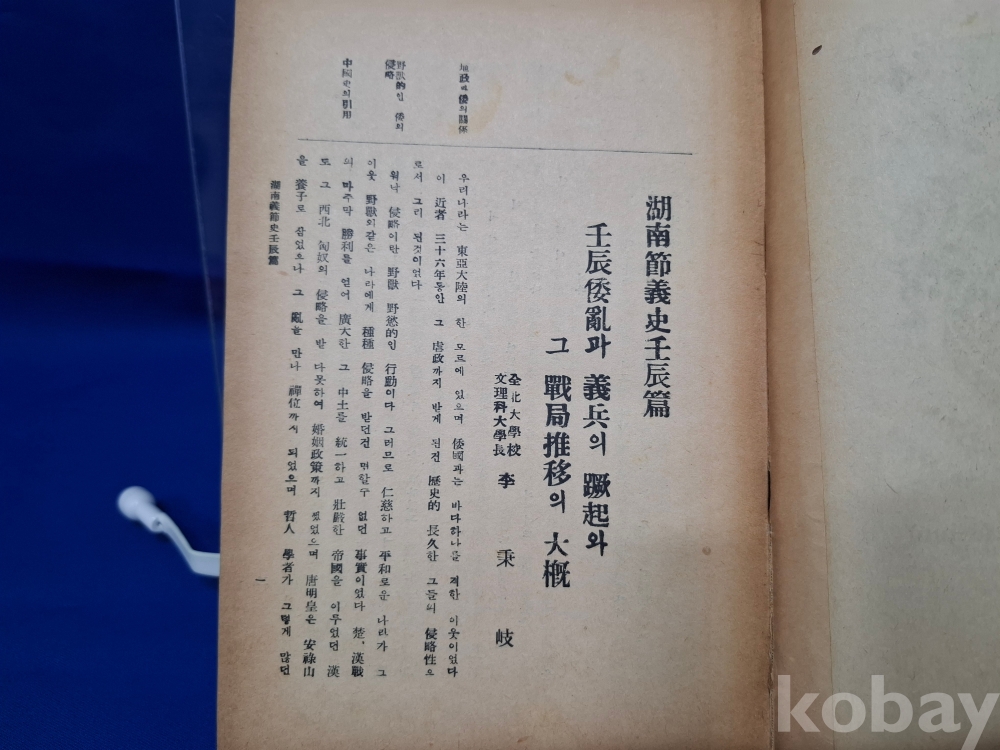 湖南節義史壬辰篇
壬辰倭亂과 義兵의 蹶起와
그 戰局推移의 大槪
全北大學校
文理科大學長 李秉岐
地政的 倭의 關係
野獸的인 倭의
侵略
中國史의 引用
우리나라는 東亞大陸의 한 모르에 있으며 倭國과는 바다하나를 격한 이웃이었다
이 近者 三十六年동안 그 虐政까지 받게 된건 歷史的 長久한 그들의 侵略性으
로서 그리 된것이었다
워낙 侵略이란 野獸 野慾的인 行動이다 그러므로 仁慈하고 平和로운 나라가 그
이웃 野獸와같은 나라에게 種種 侵略을 받던건 면할수 없던 事實이었다 楚、漢戰
의 마주막 勝利를 얻어 廣大한 그 中土를 統一하고 壯嚴한 帝國을 이루었던 漢
도 그 西北 匈奴의 侵略을 받다못하여 婚姻政策까지 썼었으며 唐明皇은 安祿山
을 養子로 삼었으나 그 亂을 만나 禪位까지 되었으며 哲人 學者가 그렇게 많던
湖南義節史壬辰篇
一
kobay